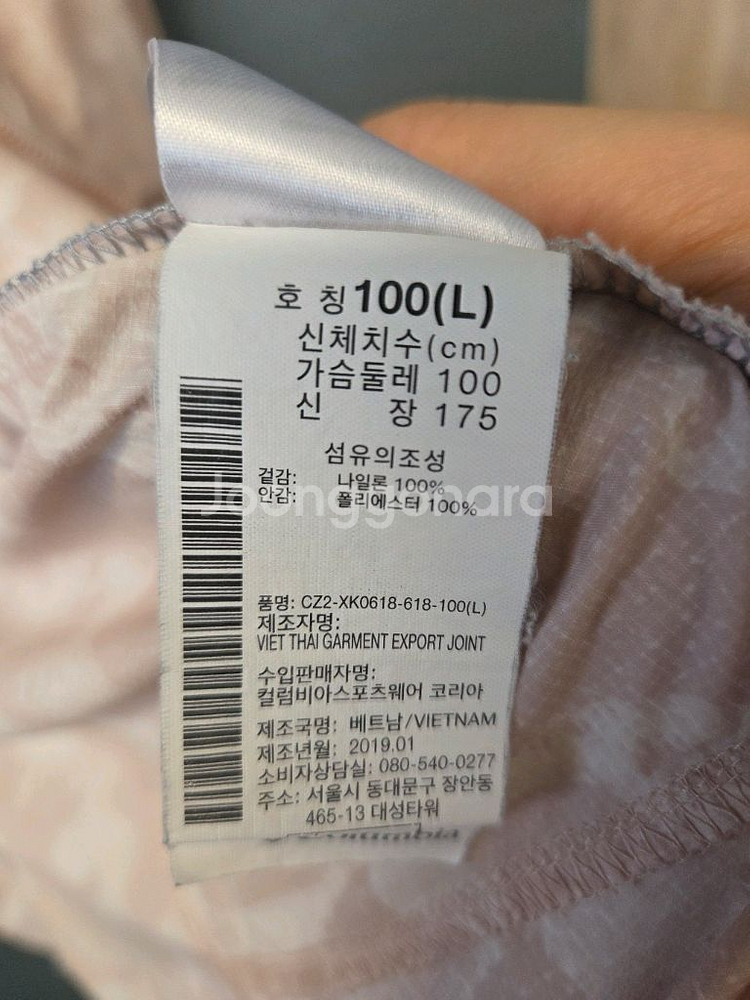 호 칭 100(L)
신체치수(cm)
가슴둘레 100
신 장 175
섬유의조성
겉감: 나일론 100%
안감: 폴리에스터 100%
Joonggonara
품명: CZ2-XK0618-618-100(L)
제조자명:
VIET THAI GARMENT EXPORT JOINT
수입판매자명:
컬럼비아스포츠웨어 코리아
제조국명: 베트남/VIETNAM
제조년월: 2019.01
소비자상담실: 080-540-0277
주소: 서울시 동대문구 장안동
465-13 대성타워